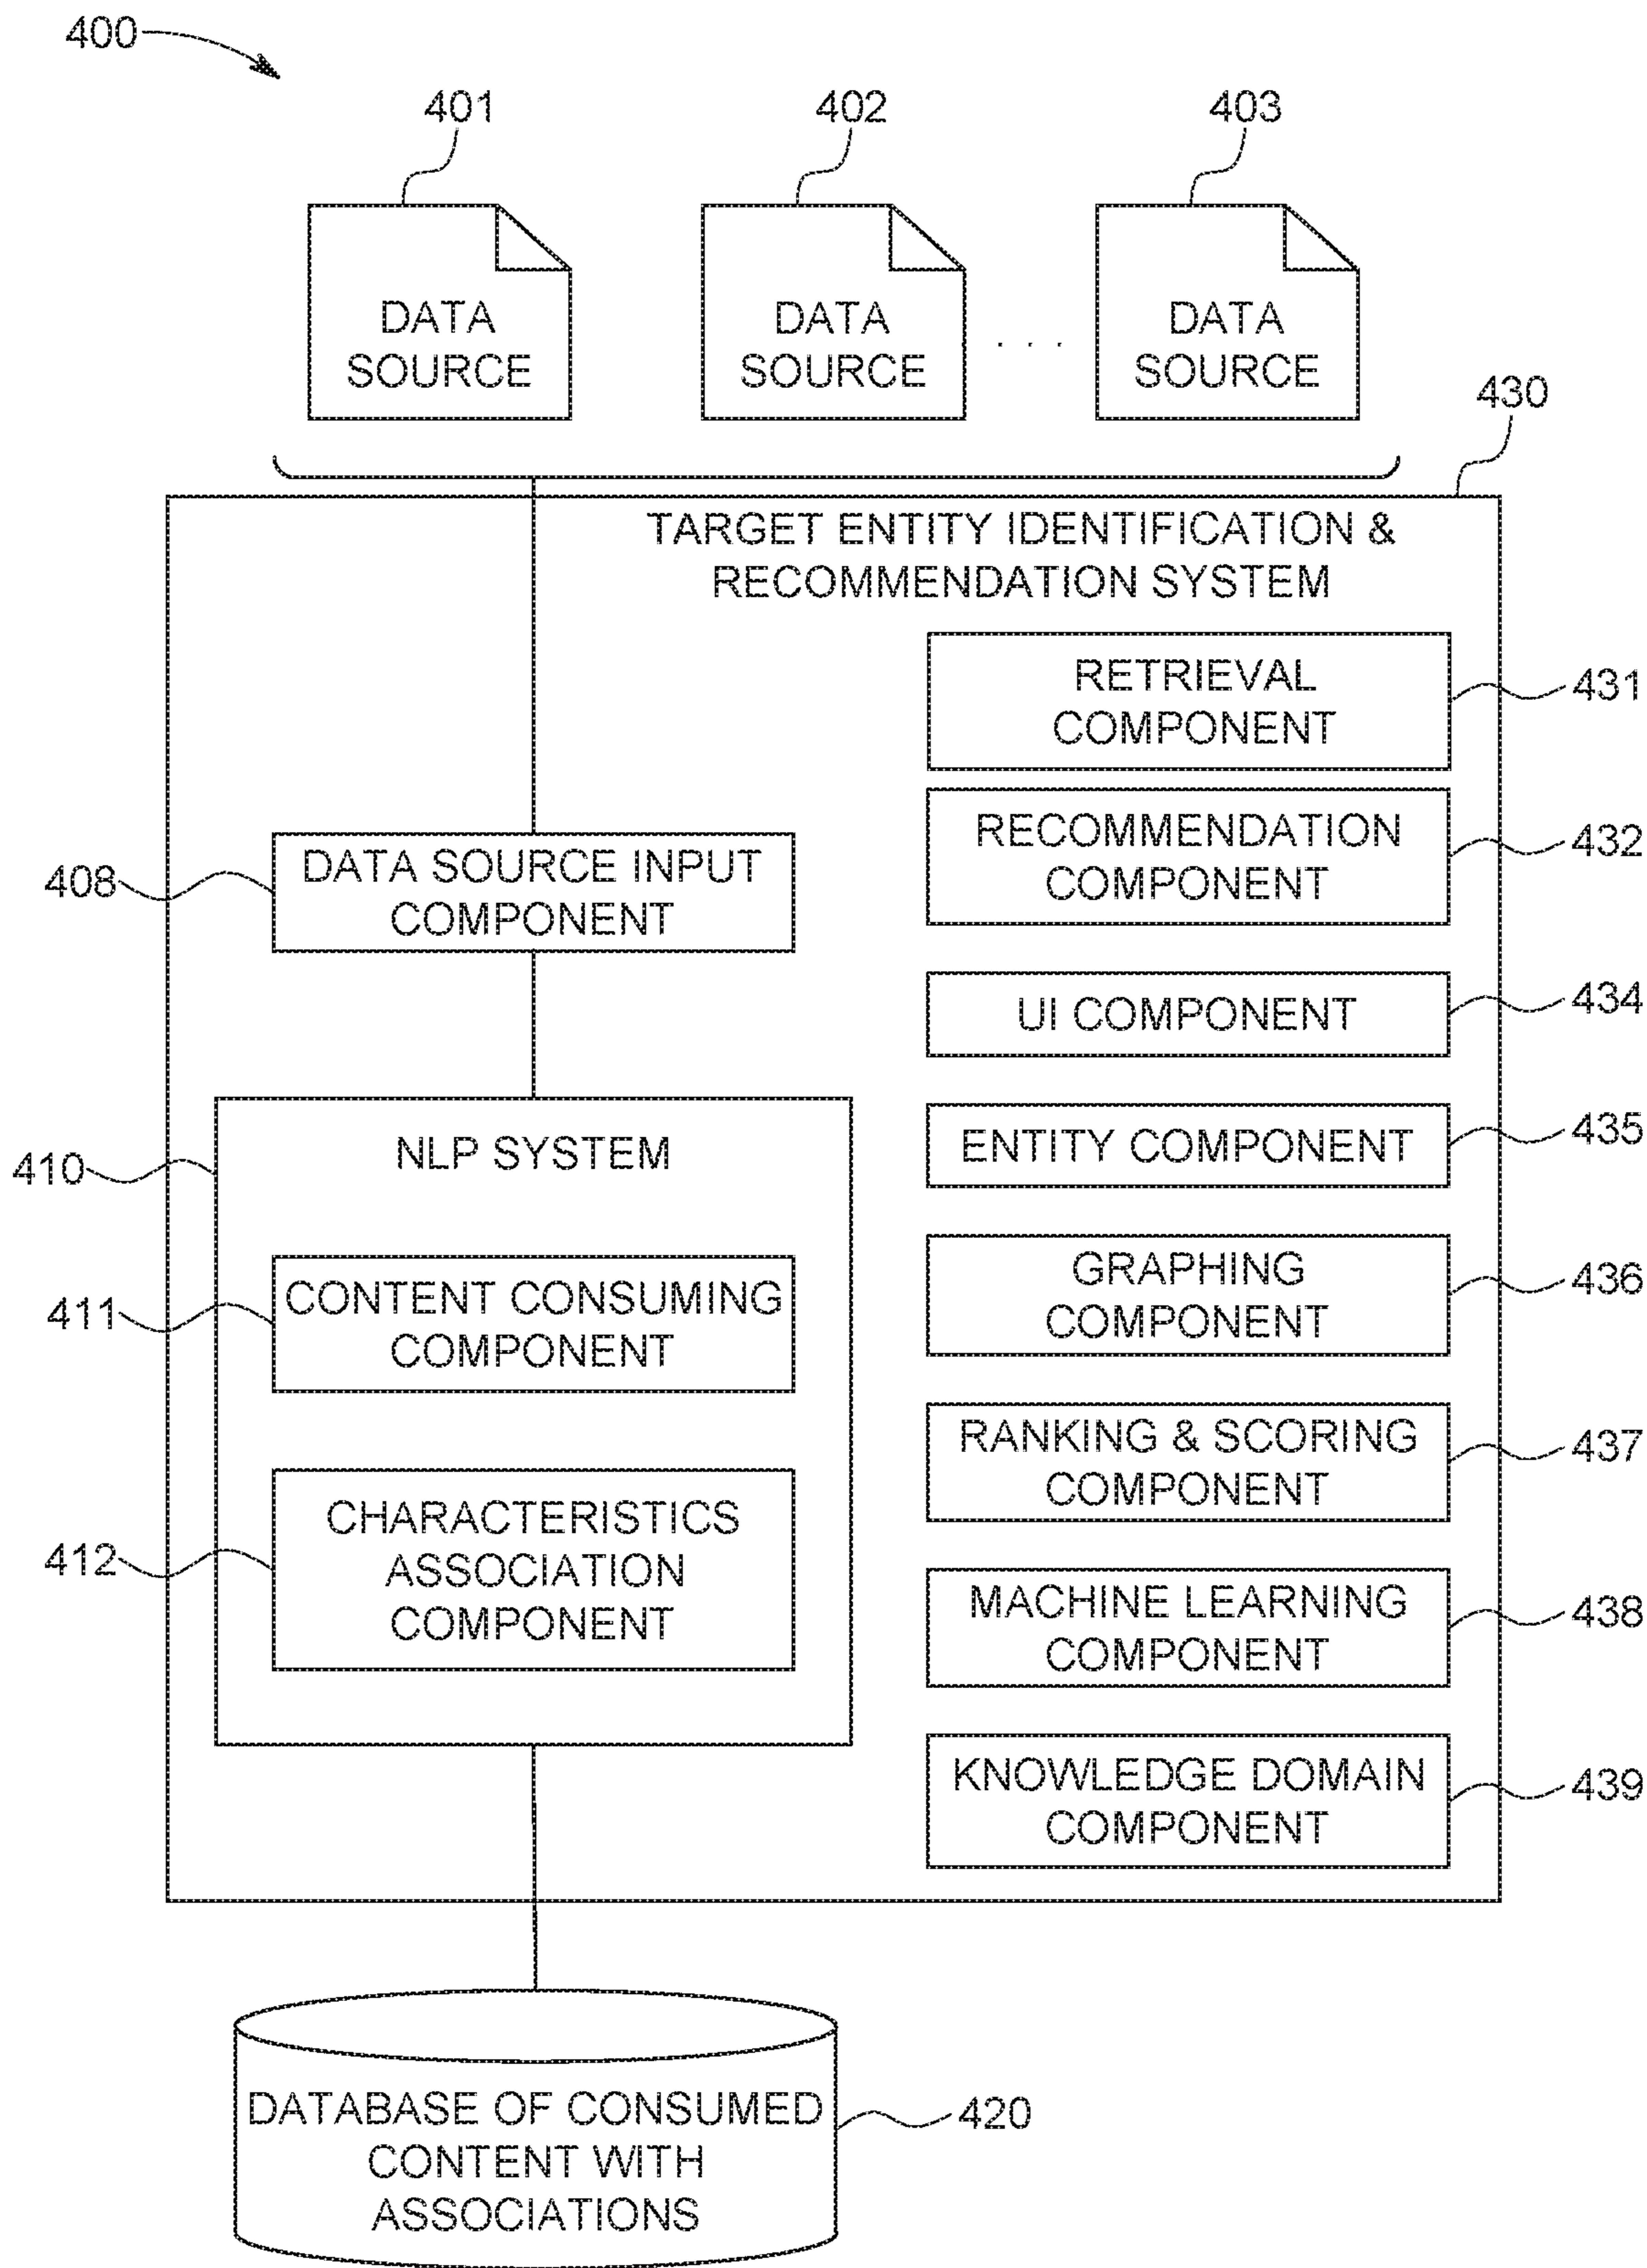 400
401
402
403
DATA
SOURCE
DATA
SOURCE
. . .
DATA
SOURCE
430
TARGET ENTITY IDENTIFICATION &
RECOMMENDATION SYSTEM
RETRIEVAL
COMPONENT
431
RECOMMENDATION
COMPONENT
432
408
DATA SOURCE INPUT
COMPONENT
UI COMPONENT
434
410
NLP SYSTEM
ENTITY COMPONENT
435
411
CONTENT CONSUMING
COMPONENT
GRAPHING
COMPONENT
436
RANKING & SCORING
COMPONENT
437
412
CHARACTERISTICS
ASSOCIATION
COMPONENT
MACHINE LEARNING
COMPONENT
438
KNOWLEDGE DOMAIN
COMPONENT
439
DATABASE OF CONSUMED
CONTENT WITH
ASSOCIATIONS
420